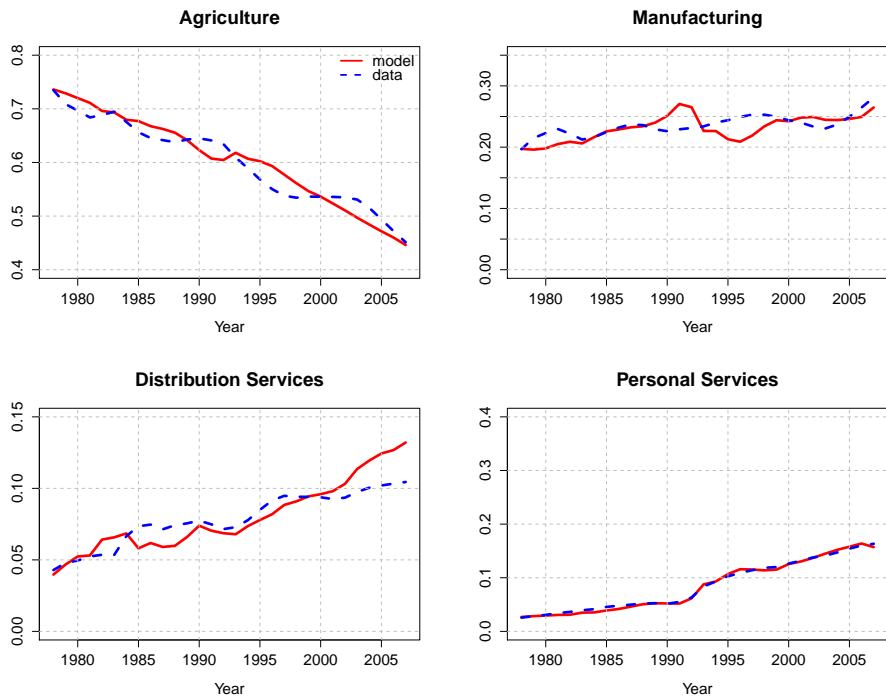 Agriculture
0.8
0.7
0.6
0.5
0.4
model
data
1980 1985 1990 1995 2000 2005
Year
Manufacturing
0.30
0.20
0.10
0.00
1980 1985 1990 1995 2000 2005
Year
Distribution Services
0.15
0.10
0.05
0.00
1980 1985 1990 1995 2000 2005
Year
Personal Services
0.4
0.3
0.2
0.1
0.0
1980 1985 1990 1995 2000 2005
Year